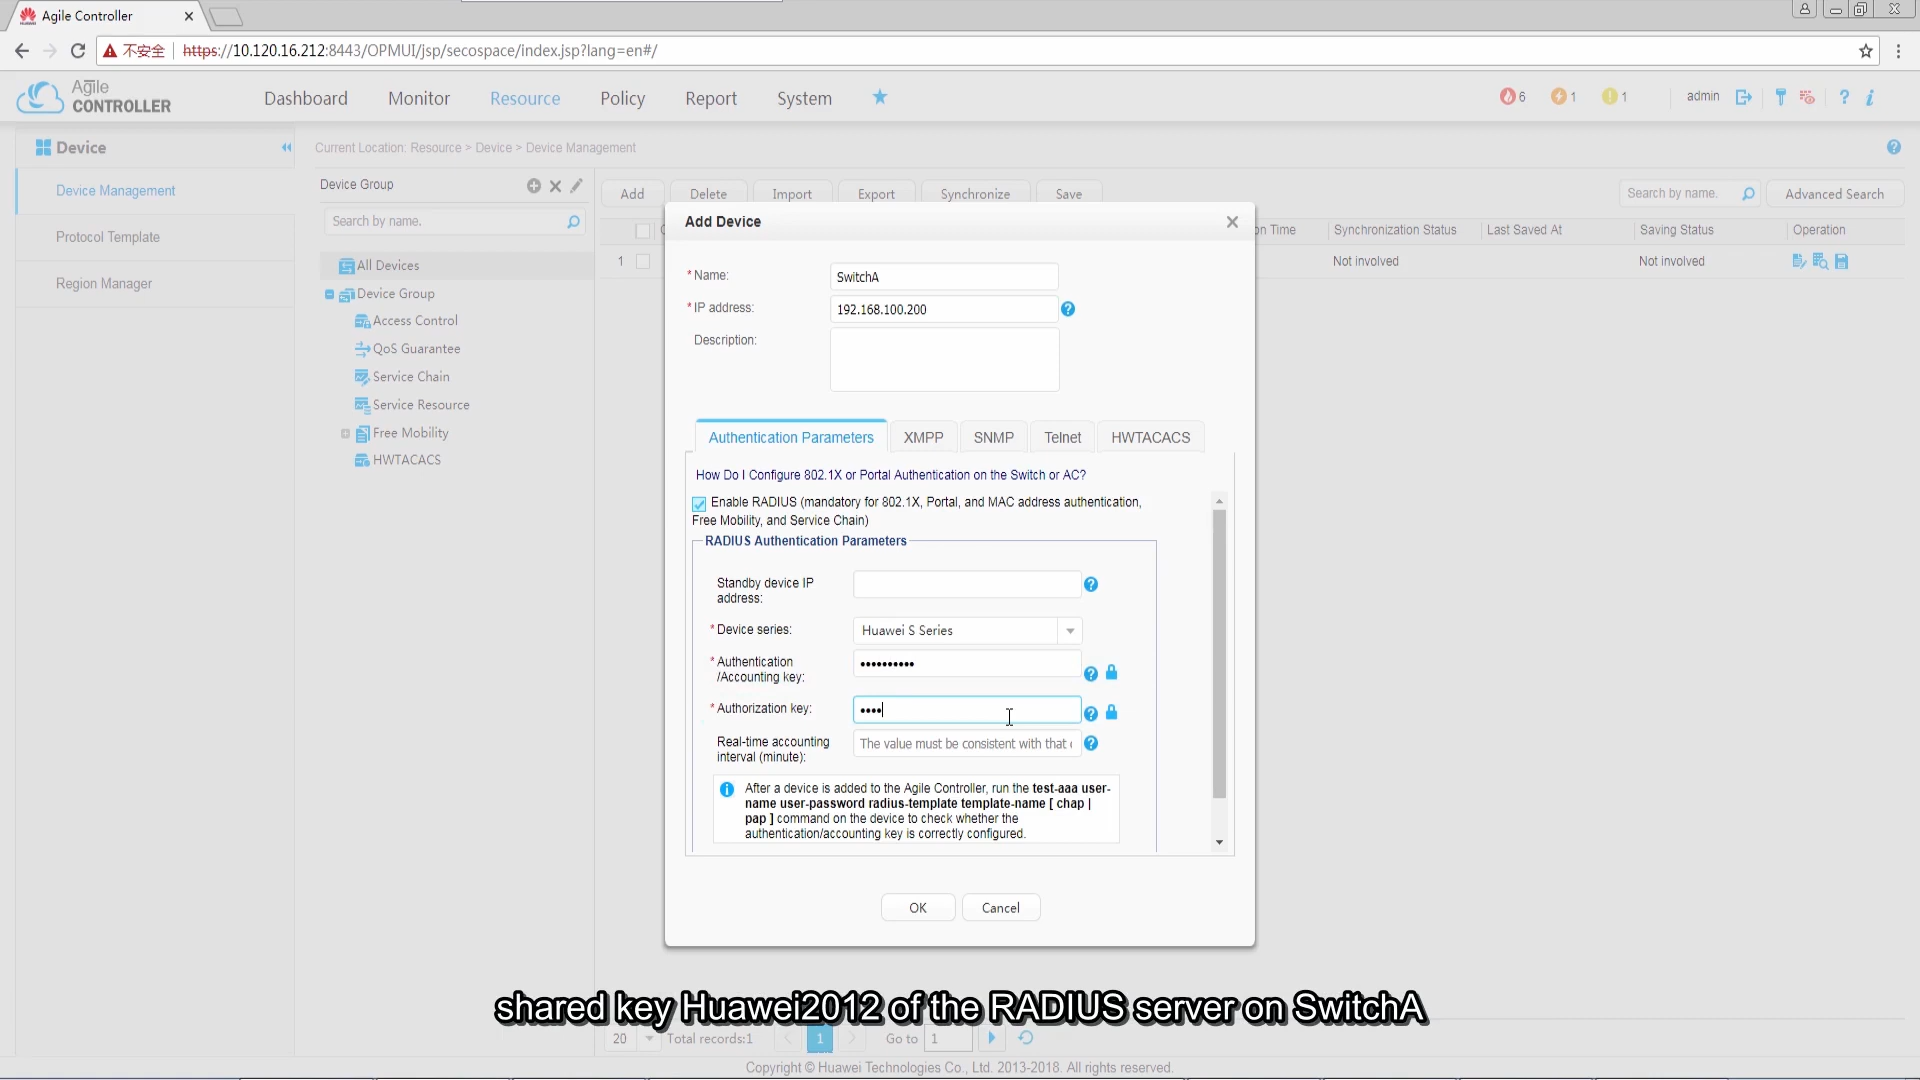 Agile Controller
不安全
https://10.120.16.212:8443/OPMUI/jsp/secospace/index.jsp?lang=en#/
HUAWEI
Agile
CONTROLLER
Dashboard
Monitor
Resource
Policy
Report
System
6
1
1
admin
Device
Current Location: Resource > Device > Device Management
Device Management
Protocol Template
Region Manager
Device Group
Search by name.
All Devices
Device Group
Access Control
QoS Guarantee
Service Chain
Service Resource
Free Mobility
HWTACACS
Add
Delete
Import
Export
Synchronize
Save
Search by name.
Advanced Search
on Time
Synchronization Status
Last Saved At
Saving Status
Operation
1
Not involved
Not involved
Add Device
* Name:
SwitchA
* IP address:
192.168.100.200
Description:
Authentication Parameters
XMPP
SNMP
Telnet
HWTACACS
How Do I Configure 802.1X or Portal Authentication on the Switch or AC?
Enable RADIUS (mandatory for 802.1X, Portal, and MAC address authentication,
Free Mobility, and Service Chain)
RADIUS Authentication Parameters
Standby device IP
address:
* Device series:
Huawei S Series
* Authentication
/Accounting key:
••••••••••
* Authorization key:
••••
Real-time accounting
interval (minute):
The value must be consistent with that
After a device is added to the Agile Controller, run the test-aaa user-
name user-password radius-template template-name [ chap |
pap ] command on the device to check whether the
authentication/accounting key is correctly configured.
OK
Cancel
shared key Huawei2012 of the RADIUS server on SwitchA
20
Total records:1
1
Go to
1
Copyright © Huawei Technologies Co., Ltd. 2013-2018. All rights reserved.